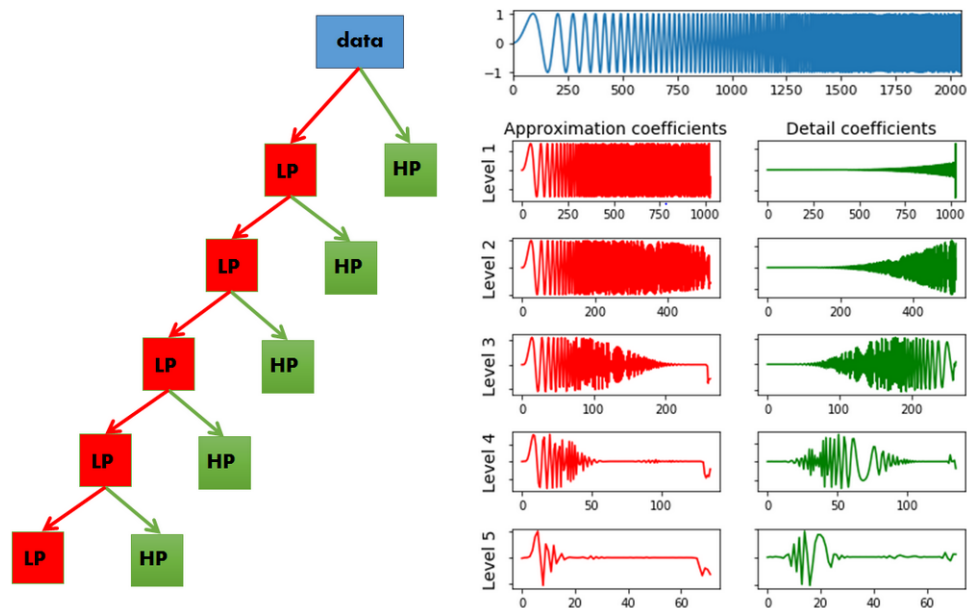 data
LP HP
LP HP
LP HP
LP HP
LP HP
1
0
−1
0 250 500 750 1000 1250 1500 1750 2000
Approximation coefficients Detail coefficients
Level 1
0 250 500 750 1000 0 250 500 750 1000
Level 2
0 200 400 0 200 400
Level 3
0 100 200 0 100 200
Level 4
0 50 100 0 50 100
Level 5
0 20 40 60 0 20 40 60